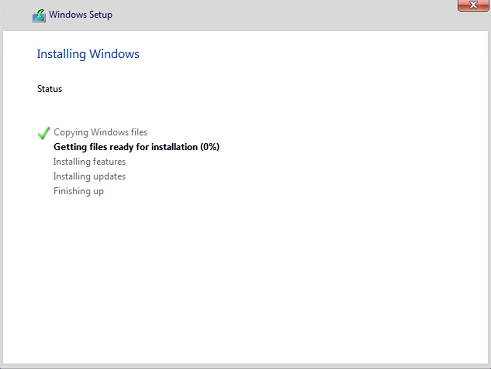 Windows Setup
Installing Windows
Status
Copying Windows files
Getting files ready for installation (0%)
Installing features
Installing updates
Finishing up